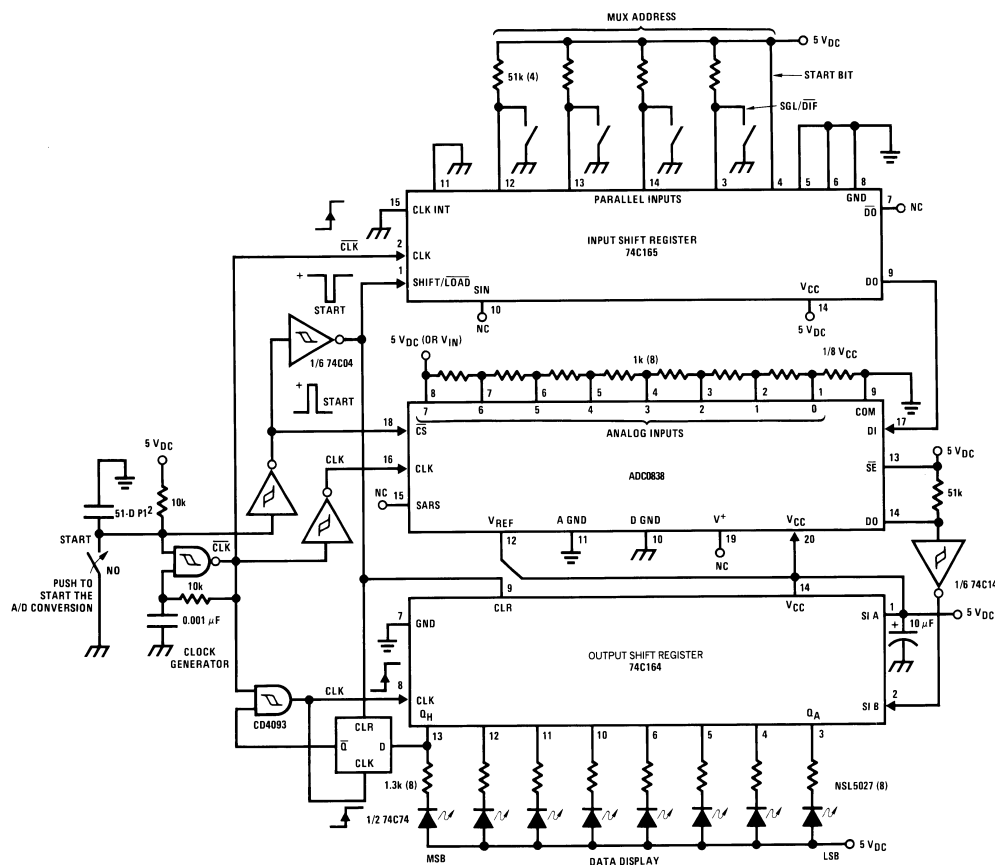 MUX ADDRESS
5 VDC
51k (4)
START BIT
SGL/DIF
11
12
13
14
3
4
5
6
8
15
CLK INT
PARALLEL INPUTS
GND
DO
7
NC
CLK
2
CLK
INPUT SHIFT REGISTER
74C165
1
SHIFT/LOAD
SIN
VCC
DO
9
+
START
10
NC
14
5 VDC
1/6 74C04
5 VDC (OR VIN)
1k (8)
1/8 VCC
START
8
7
6
5
4
3
2
1
9
7
6
5
4
3
2
1
0
COM
18
CS
ANALOG INPUTS
DI
17
5 VDC
CLK
16
CLK
ADC0838
SE
13
5 VDC
10k
51-D P1²
NC
15
SARS
51k
DO
14
VREF
A GND
D GND
V+
VCC
12
11
10
19
20
NC
START
NO
CLK
PUSH TO
START THE
A/D CONVERSION
10k
1/6 74C14
0.001 μF
CLOCK
GENERATOR
9
CLR
14
VCC
7
GND
SI A
1
5 VDC
+
10 μF
OUTPUT SHIFT REGISTER
74C164
CLK
8
CLK
SI B
2
CD4093
QH
QA
CLR
Q
D
CLK
13
12
11
10
6
5
4
3
1.3k (8)
NSL5027 (8)
1/2 74C74
MSB
DATA DISPLAY
LSB
5 VDC